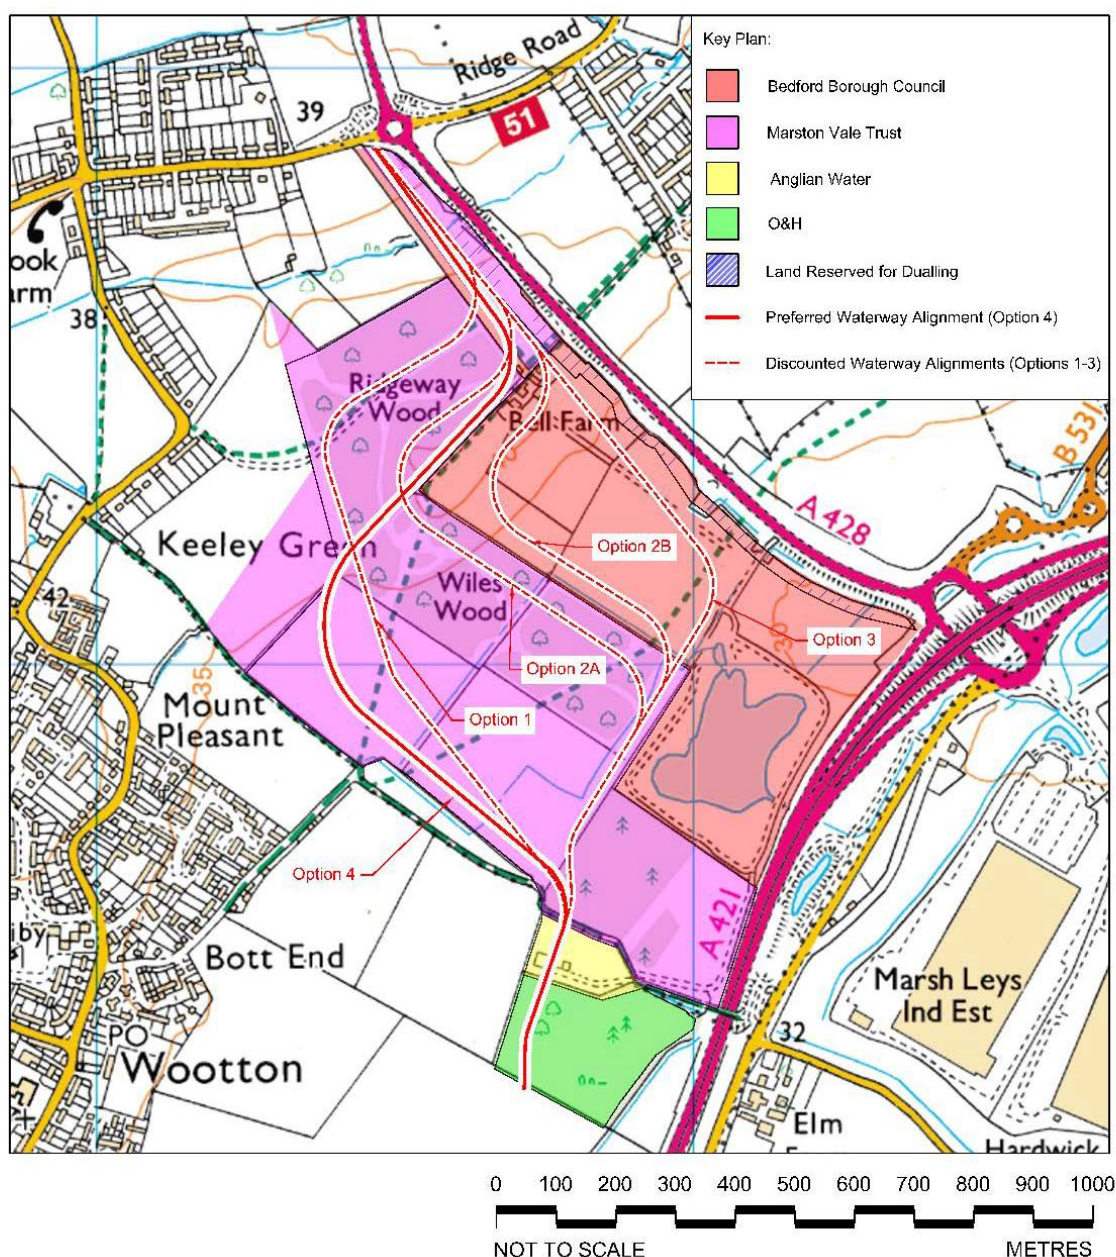 Key Plan:
Bedford Borough Council
Marston Vale Trust
Anglian Water
O&H
Land Reserved for Dualling
Preferred Waterway Alignment (Option 4)
Discounted Waterway Alignments (Options 1-3)
Ridge Road
39
51
ook
arm
38
Ridgeway
Wood
Bell Farm
B 531
A 428
Keeley Green
Option 2B
Wiles
Wood
42
30
Option 3
Option 2A
35
Mount
Pleasant
Option 1
Option 4
A 421
iby
Bott End
Marsh Leys
Ind Est
PO
32
Wootton
Elm
Hardwick
0 100 200 300 400 500 600 700 800 900 1000
NOT TO SCALE
METRES